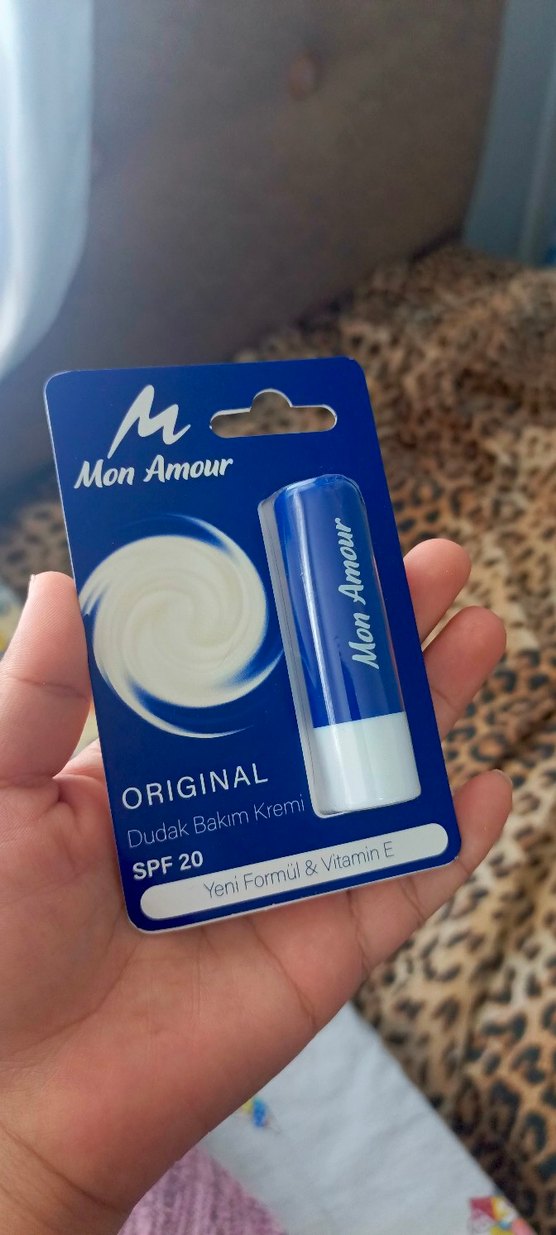 M
Mon Amour
Mon Amour
ORIGINAL
Dudak Bakım Kremi
SPF 20
Yeni Formül & Vitamin E